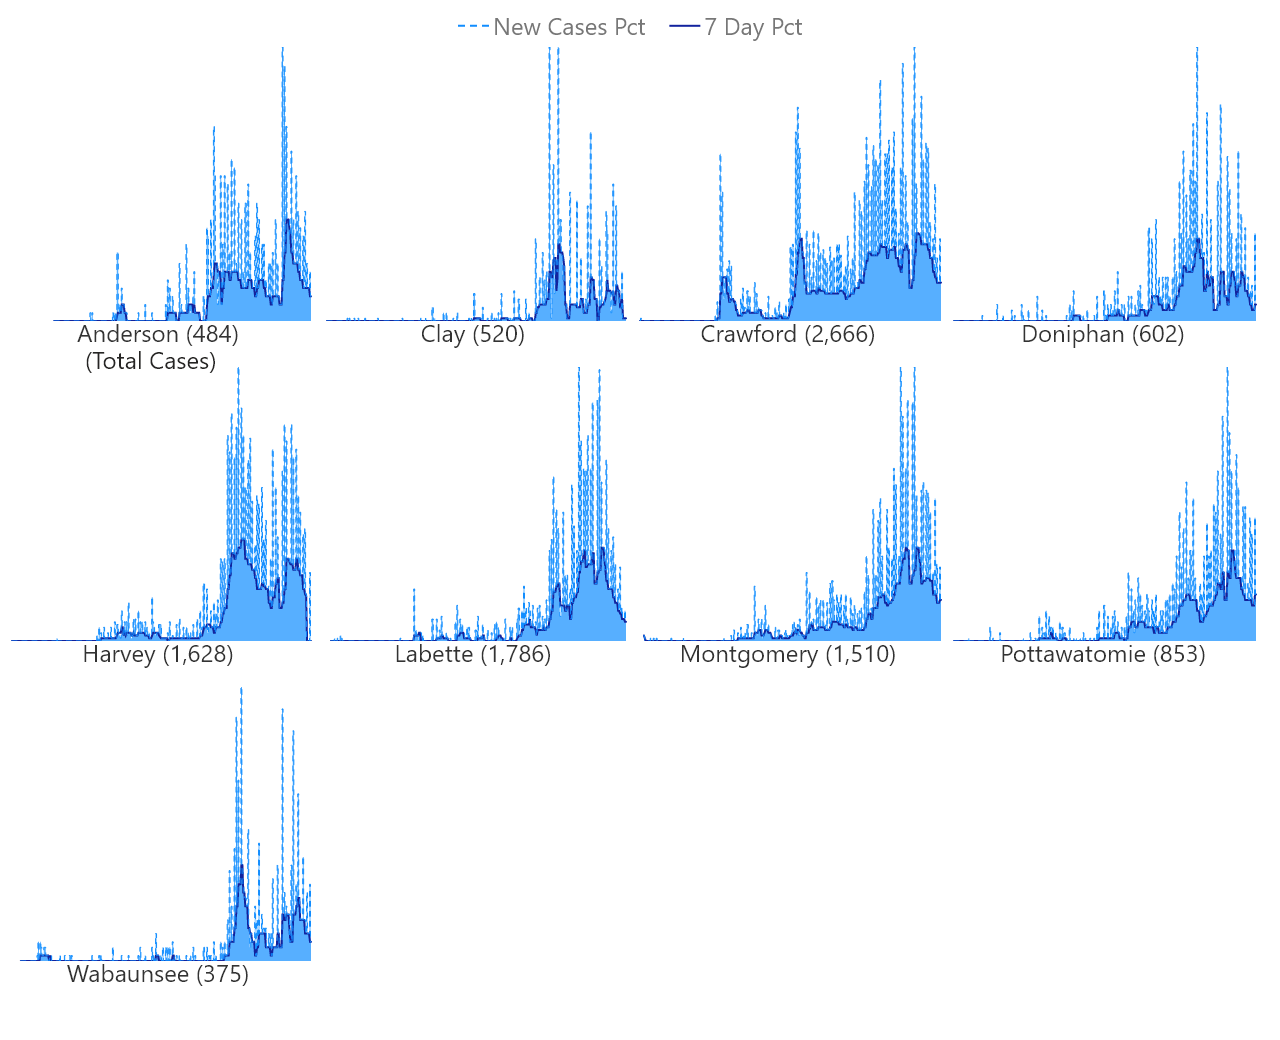 New Cases Pct 7 Day Pct
Anderson (484) Clay (520) Crawford (2,666) Doniphan (602)
(Total Cases)
Harvey (1,628) Labette (1,786) Montgomery (1,510) Pottawatomie (853)
Wabaunsee (375)